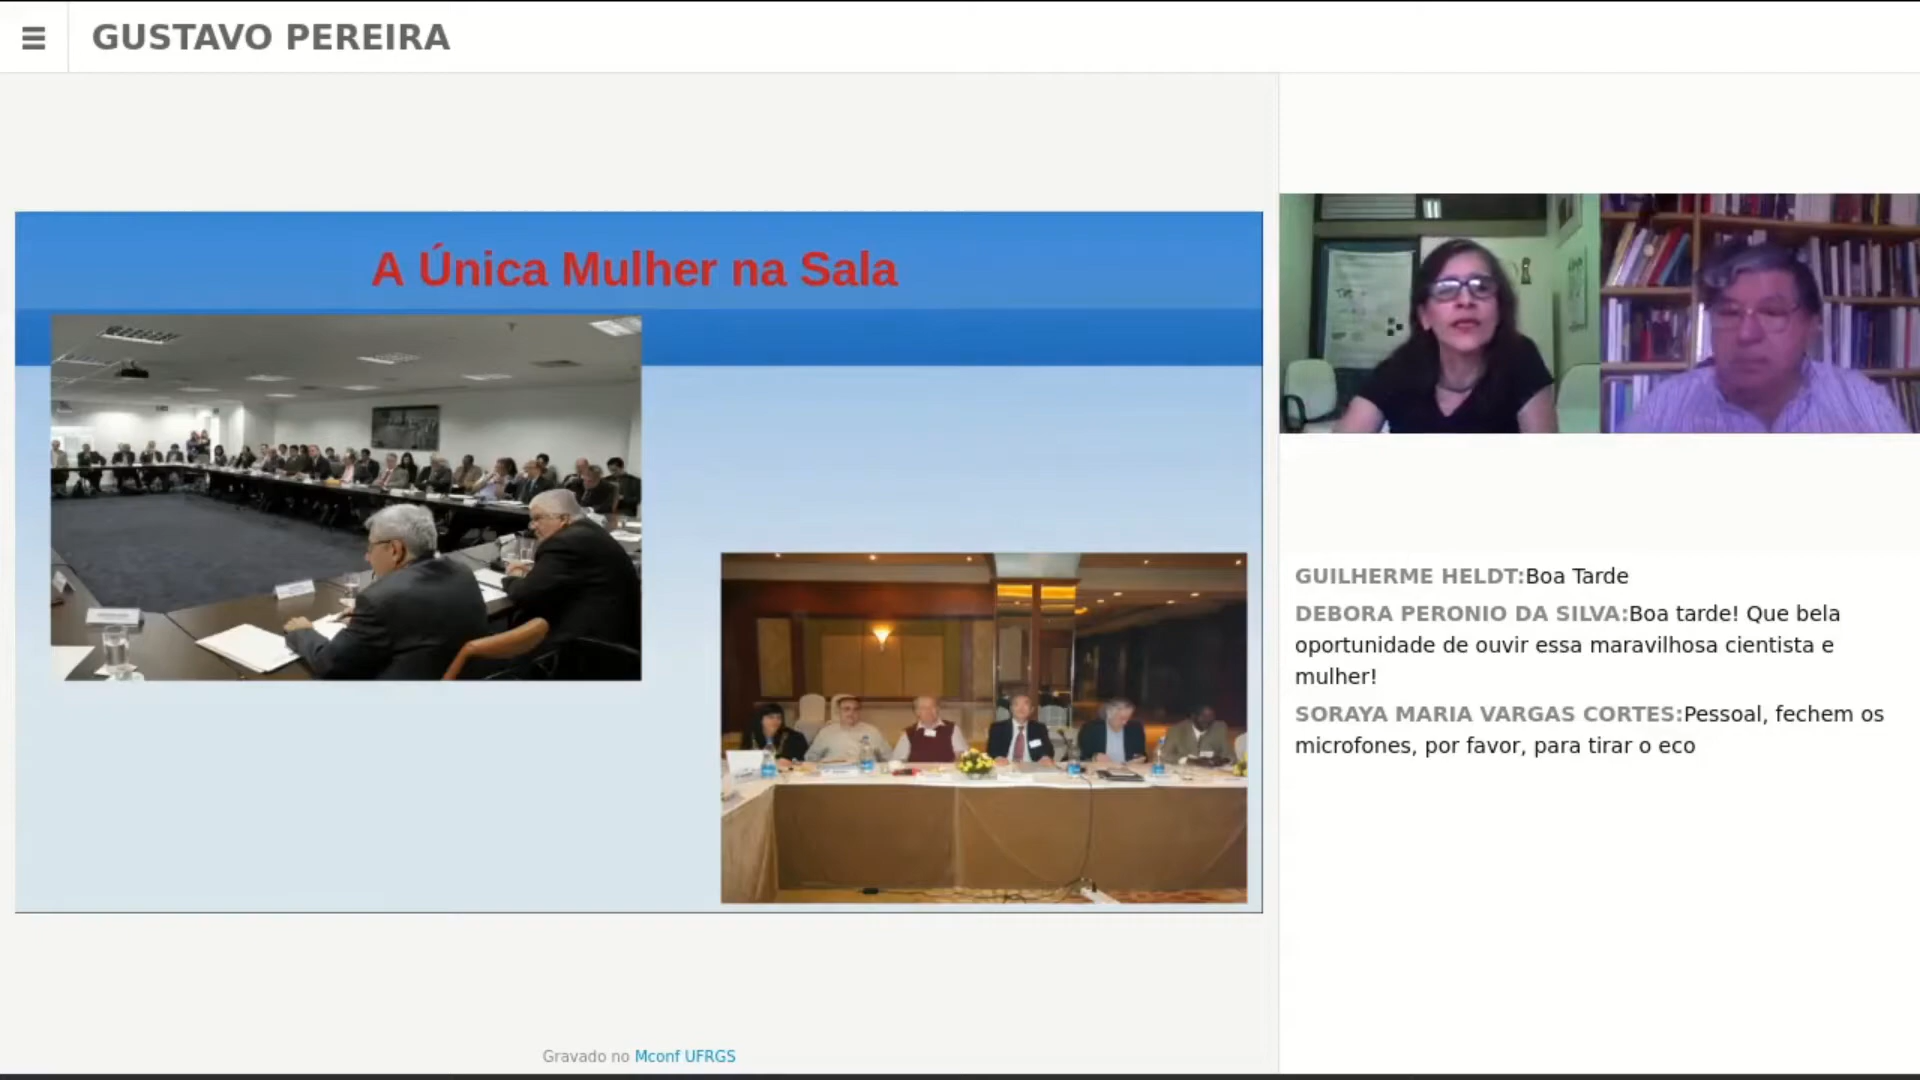 GUSTAVO PEREIRA
A Única Mulher na Sala
GUILHERME HELDT:Boa Tarde
DEBORA PERONIO DA SILVA:Boa tarde! Que bela
oportunidade de ouvir essa maravilhosa cientista e
mulher!
SORAYA MARIA VARGAS CORTES:Pessoal, fechem os
microfones, por favor, para tirar o eco
Gravado no Mconf UFRGS